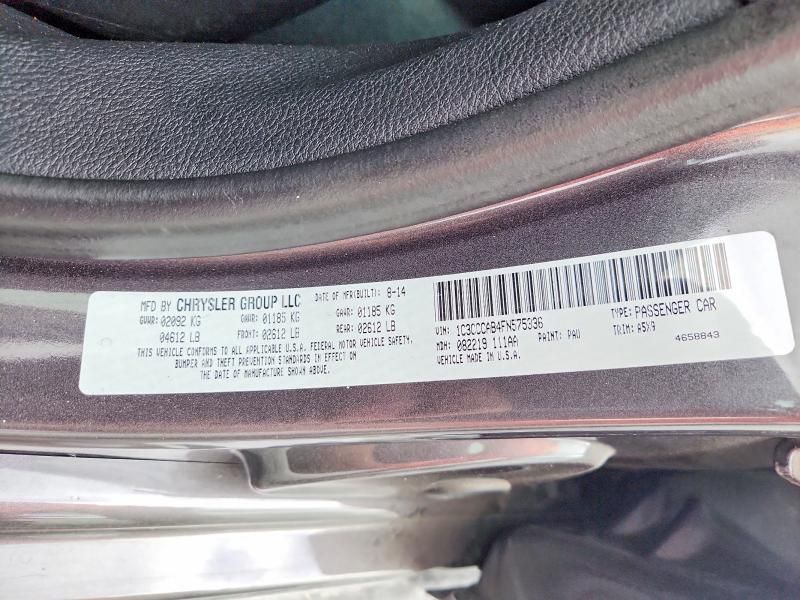 MFD BY CHRYSLER GROUP LLC DATE OF MFR(BUILT): 8-14
GVWR: 02092 KG GAWR: 01185 KG GAWR: 01185 KG
04612 LB FRONT: 02612 LB REAR: 02612 LB
THIS VEHICLE CONFORMS TO ALL APPLICABLE U.S.A. FEDERAL MOTOR VEHICLE SAFETY,
BUMPER AND THEFT PREVENTION STANDARDS IN EFFECT ON
THE DATE OF MANUFACTURE SHOWN ABOVE.
VIN: 1C3CCCAB4FN575336 TYPE: PASSENGER CAR
MDH: 082219 111AA PAINT: PAU TRIM: A5X9
VEHICLE MADE IN U.S.A. 4658843